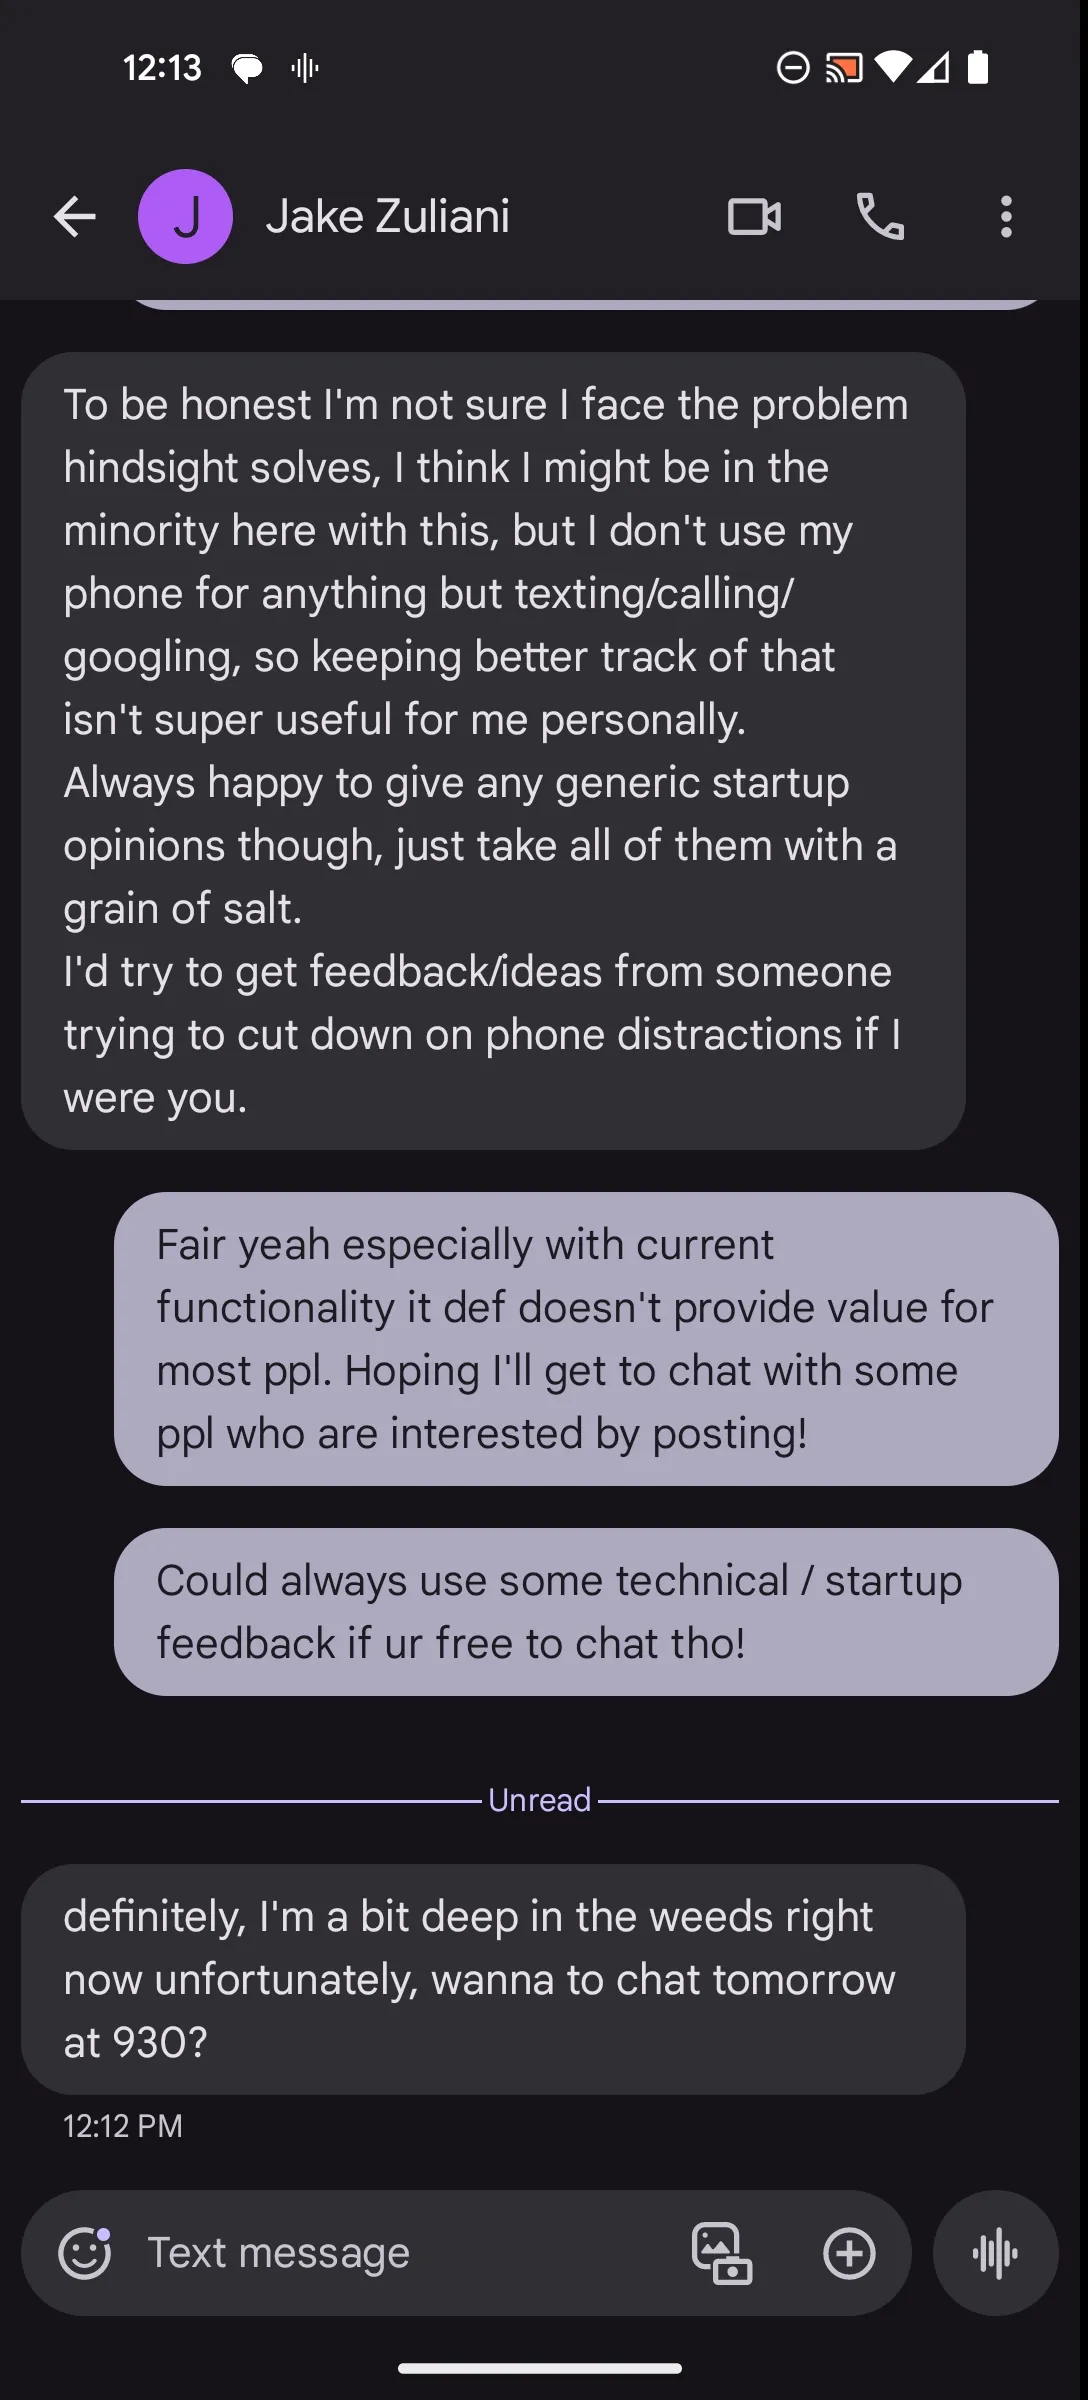 12:13
J
Jake Zuliani
To be honest I'm not sure I face the problem
hindsight solves, I think I might be in the
minority here with this, but I don't use my
phone for anything but texting/calling/
googling, so keeping better track of that
isn't super useful for me personally.
Always happy to give any generic startup
opinions though, just take all of them with a
grain of salt.
I'd try to get feedback/ideas from someone
trying to cut down on phone distractions if I
were you.
Fair yeah especially with current
functionality it def doesn't provide value for
most ppl. Hoping I'll get to chat with some
ppl who are interested by posting!
Could always use some technical / startup
feedback if ur free to chat tho!
Unread
definitely, I'm a bit deep in the weeds right
now unfortunately, wanna to chat tomorrow
at 930?
12:12 PM
Text message